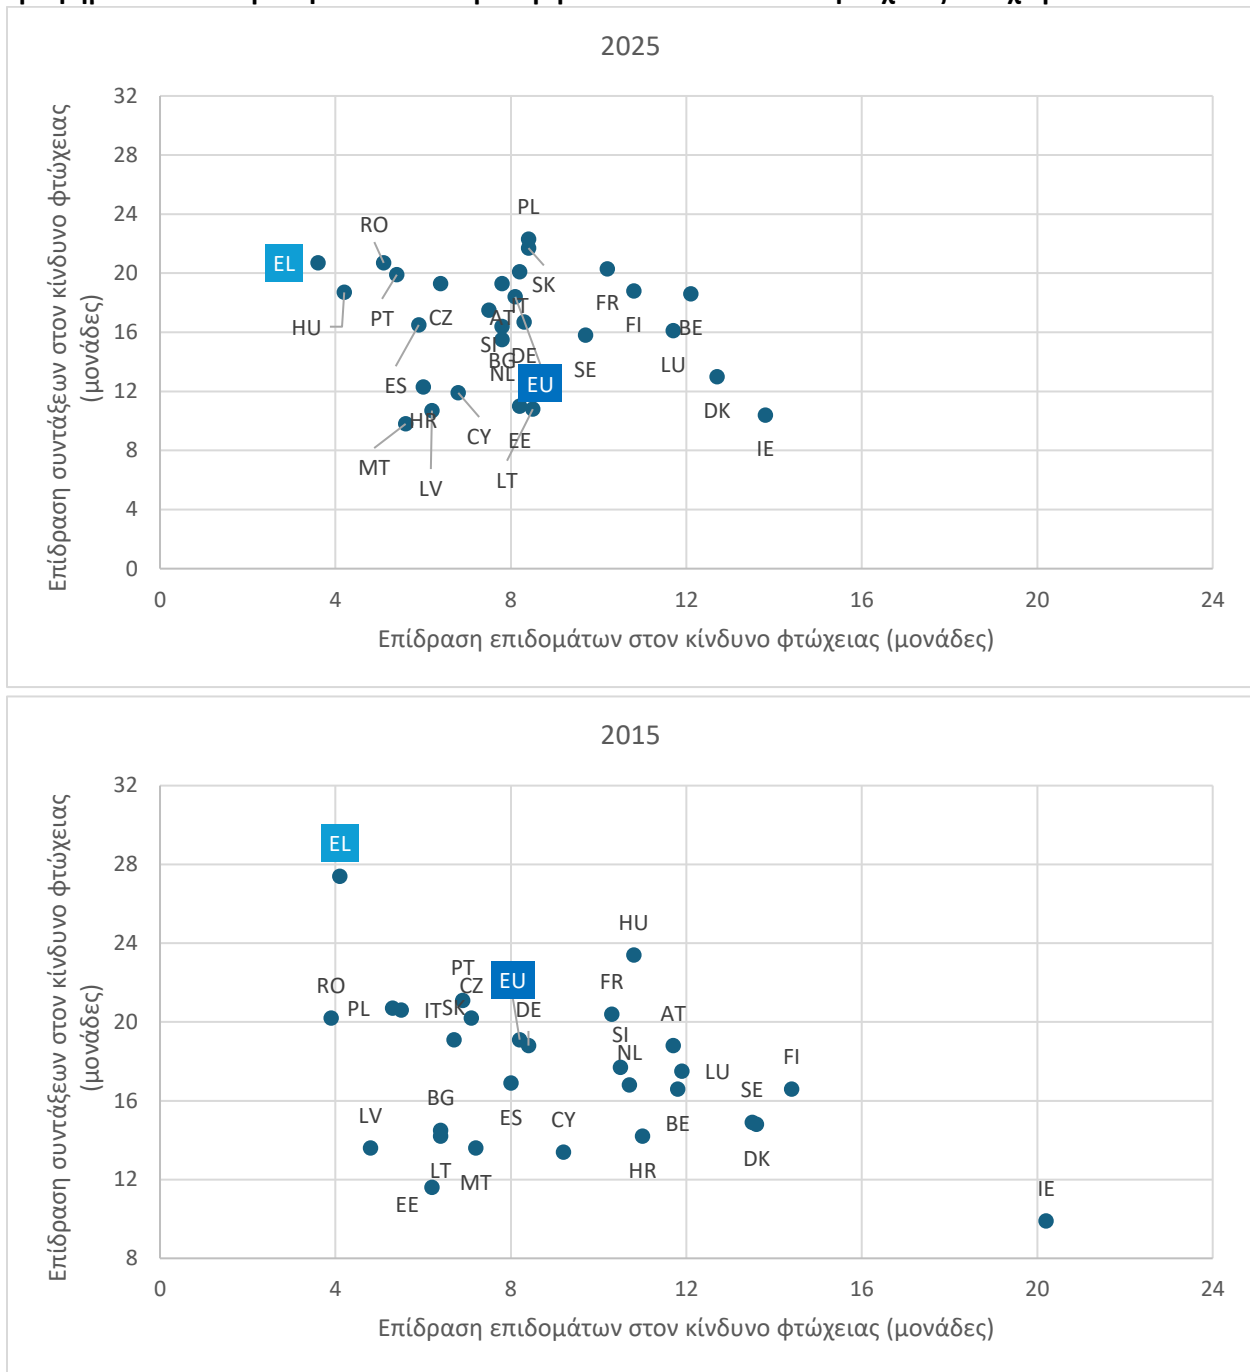 2025
Επίδραση συντάξεων στον κίνδυνο φτώχειας
(μονάδες)
32
28
24
20
16
12
8
4
0
PL
RO
EL
SK
HU
PT
CZ
IT
AT
FR
FI
BE
SI
BG
DE
SE
LU
NL
ES
EU
HR
CY
EE
DK
IE
MT
LV
LT
0 4 8 12 16 20 24
Επίδραση επιδομάτων στον κίνδυνο φτώχειας (μονάδες)
2015
Επίδραση συντάξεων στον κίνδυνο φτώχειας
(μονάδες)
32
28
24
20
16
12
8
EL
HU
PT
EU
RO
CZ
FR
PL
IT
SK
DE
AT
SI
NL
LU
FI
BG
SE
LV
ES
CY
BE
LT
MT
HR
DK
EE
IE
0 4 8 12 16 20 24
Επίδραση επιδομάτων στον κίνδυνο φτώχειας (μονάδες)